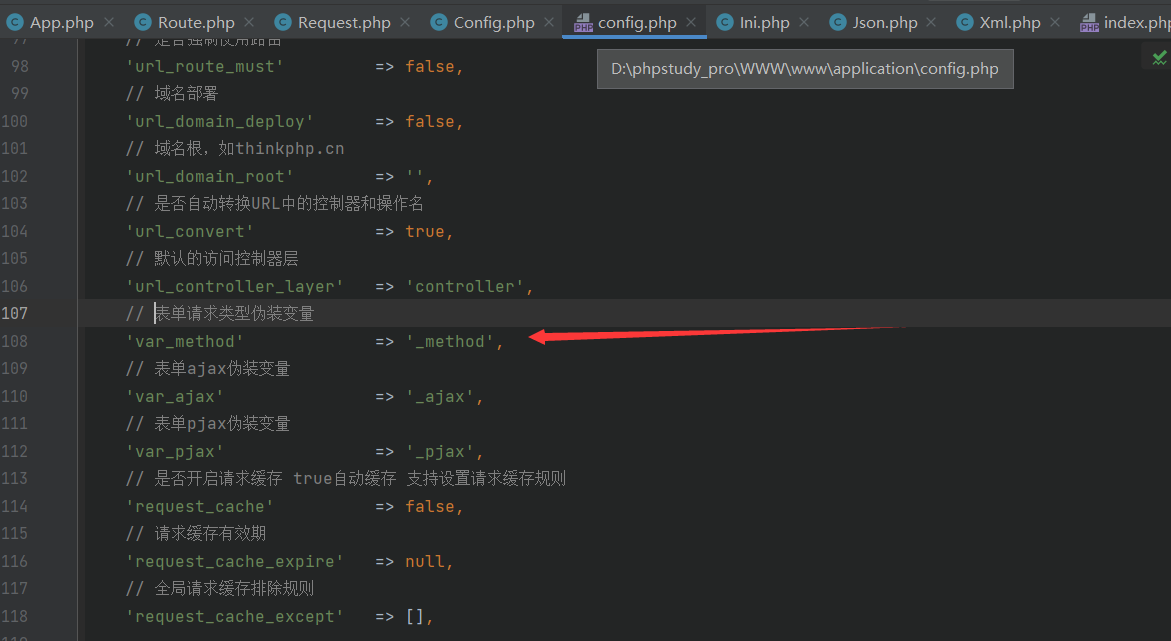 App.php × Route.php × Request.php × Config.php × config.php × Ini.php × Json.php × Xml.php × index.php
// 是否强制使用路由
98 'url_route_must' => false,
D:\phpstudy_pro\WWW\www\application\config.php
99 // 域名部署
100 'url_domain_deploy' => false,
101 // 域名根，如thinkphp.cn
102 'url_domain_root' => '',
103 // 是否自动转换URL中的控制器和操作名
104 'url_convert' => true,
105 // 默认的访问控制器层
106 'url_controller_layer' => 'controller',
107 // 表单请求类型伪装变量
108 'var_method' => '_method',
109 // 表单ajax伪装变量
110 'var_ajax' => '_ajax',
111 // 表单pjax伪装变量
112 'var_pjax' => '_pjax',
113 // 是否开启请求缓存 true自动缓存 支持设置请求缓存规则
114 'request_cache' => false,
115 // 请求缓存有效期
116 'request_cache_expire' => null,
117 // 全局请求缓存排除规则
118 'request_cache_except' => [],